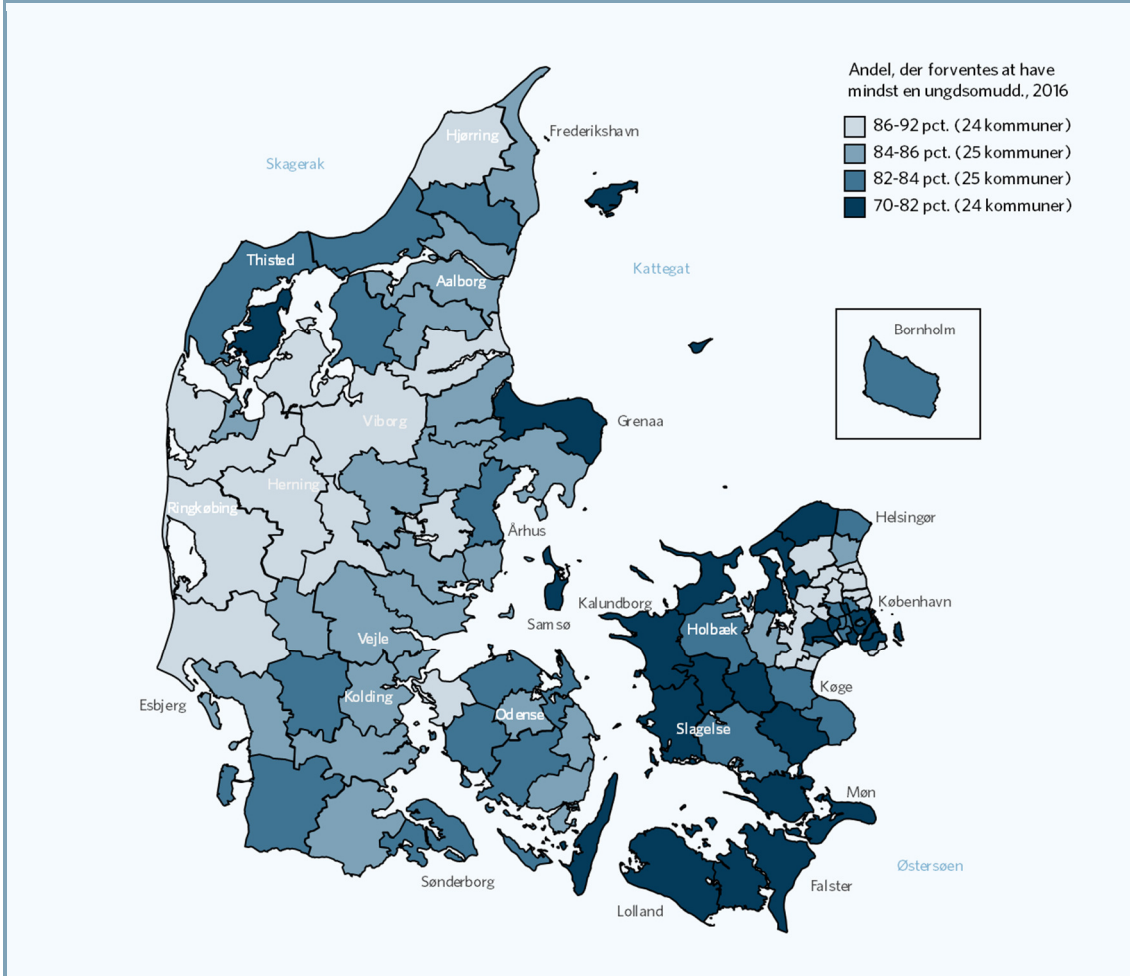 Andel, der forventes at have
mindst en ungdsomudd., 2016
86-92 pct. (24 kommuner)
84-86 pct. (25 kommuner)
82-84 pct. (25 kommuner)
70-82 pct. (24 kommuner)
Hjørring
Frederikshavn
Skagerak
Thisted
Kattegat
Aalborg
Bornholm
Viborg
Grenaa
Herning
Ringkøbing
Århus
Helsingør
Kalundborg
København
Samsø
Holbæk
Vejle
Køge
Esbjerg
Kolding
Odense
Slagelse
Møn
Østersøen
Sønderborg
Falster
Lolland